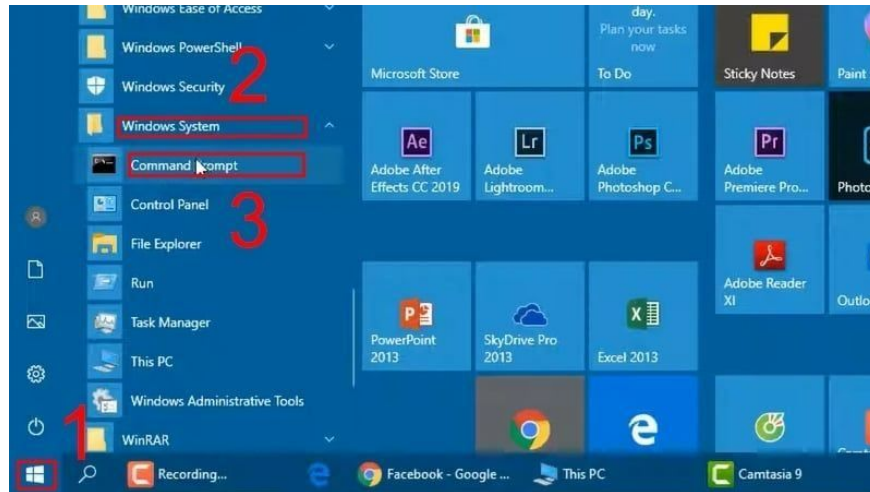 Windows Ease of Access
Windows PowerShell
2
Windows Security
Windows System
Command Prompt
3
Control Panel
File Explorer
Run
Task Manager
This PC
Windows Administrative Tools
1
WinRAR
Microsoft Store
day.
Plan your tasks
now
To Do
Sticky Notes
Paint
Ae
Adobe After
Effects CC 2019
Lr
Adobe
Lightroom...
Ps
Adobe
Photoshop C...
Pr
Adobe
Premiere Pro...
Photo
Adobe Reader
XI
Outlo
PowerPoint
2013
SkyDrive Pro
2013
Excel 2013
Recording...
Facebook - Google ...
This PC
Camtasia 9